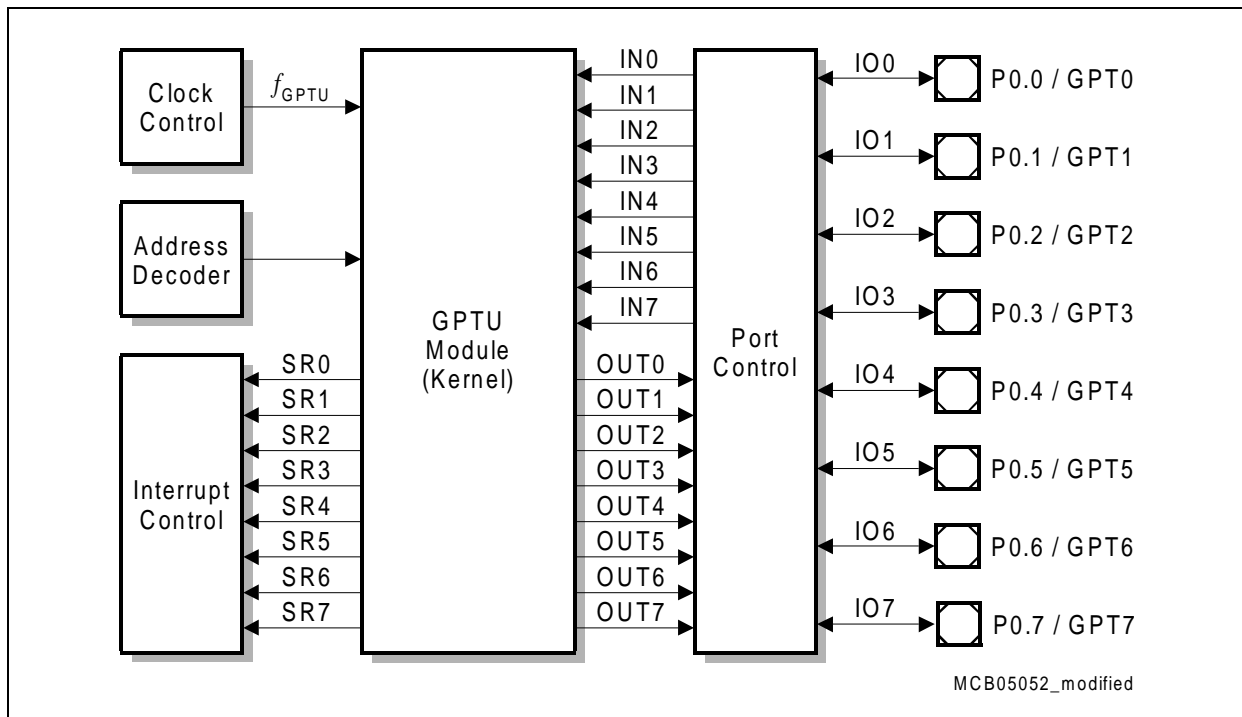 Clock
Control
fGPTU
Address
Decoder
Interrupt
Control
SR0
SR1
SR2
SR3
SR4
SR5
SR6
SR7
GPTU
Module
(Kernel)
IN0
IN1
IN2
IN3
IN4
IN5
IN6
IN7
OUT0
OUT1
OUT2
OUT3
OUT4
OUT5
OUT6
OUT7
Port
Control
IO0
IO1
IO2
IO3
IO4
IO5
IO6
IO7
P0.0 / GPT0
P0.1 / GPT1
P0.2 / GPT2
P0.3 / GPT3
P0.4 / GPT4
P0.5 / GPT5
P0.6 / GPT6
P0.7 / GPT7
MCB05052_modified